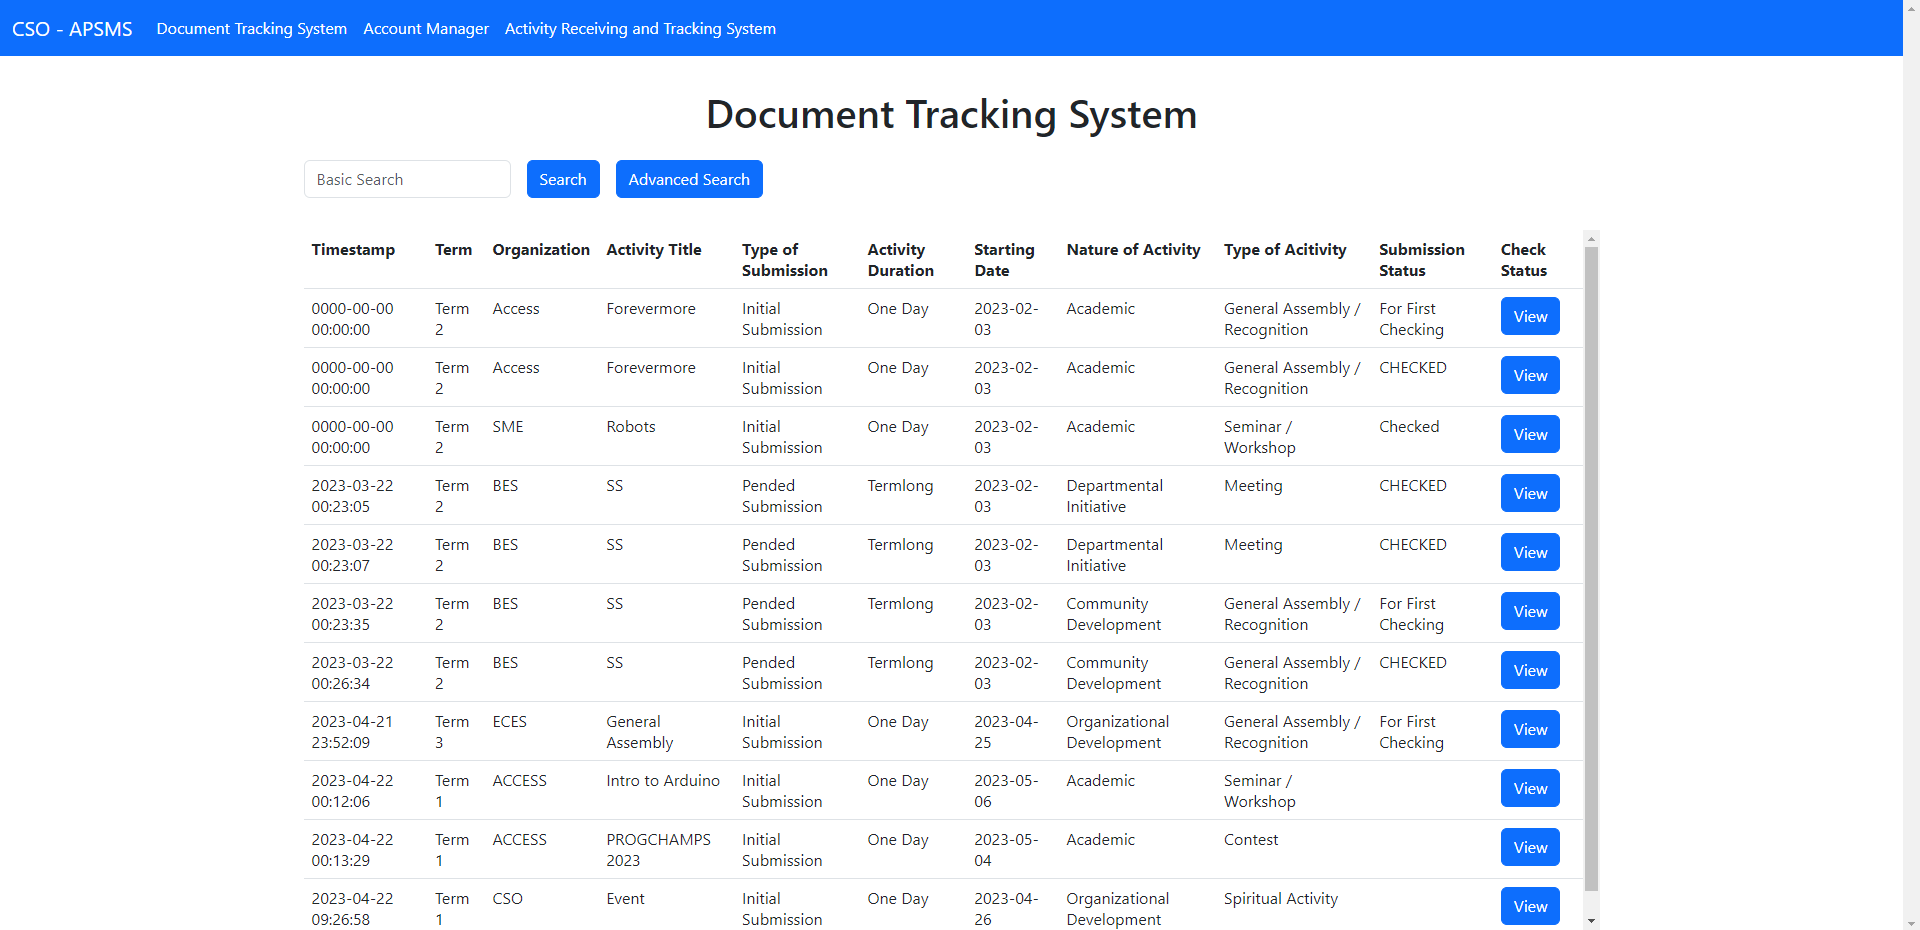 CSO - APSMS Document Tracking System Account Manager Activity Receiving and Tracking System
Document Tracking System
Basic Search Search Advanced Search
Timestamp Term Organization Activity Title Type of Submission Activity Duration Starting Date Nature of Activity Type of Acitivity Submission Status Check Status
0000-00-00 00:00:00 Term 2 Access Forevermore Initial Submission One Day 2023-02-03 Academic General Assembly / Recognition For First Checking View
0000-00-00 00:00:00 Term 2 Access Forevermore Initial Submission One Day 2023-02-03 Academic General Assembly / Recognition CHECKED View
0000-00-00 00:00:00 Term 2 SME Robots Initial Submission One Day 2023-02-03 Academic Seminar / Workshop Checked View
2023-03-22 00:23:05 Term 2 BES SS Pended Submission Termlong 2023-02-03 Departmental Initiative Meeting CHECKED View
2023-03-22 00:23:07 Term 2 BES SS Pended Submission Termlong 2023-02-03 Departmental Initiative Meeting CHECKED View
2023-03-22 00:23:35 Term 2 BES SS Pended Submission Termlong 2023-02-03 Community Development General Assembly / Recognition For First Checking View
2023-03-22 00:26:34 Term 2 BES SS Pended Submission Termlong 2023-02-03 Community Development General Assembly / Recognition CHECKED View
2023-04-21 23:52:09 Term 3 ECES General Assembly Initial Submission One Day 2023-04-25 Organizational Development General Assembly / Recognition For First Checking View
2023-04-22 00:12:06 Term 1 ACCESS Intro to Arduino Initial Submission One Day 2023-05-06 Academic Seminar / Workshop View
2023-04-22 00:13:29 Term 1 ACCESS PROGCHAMPS 2023 Initial Submission One Day 2023-05-04 Academic Contest View
2023-04-22 09:26:58 Term 1 CSO Event Initial Submission One Day 2023-04-26 Organizational Development Spiritual Activity View